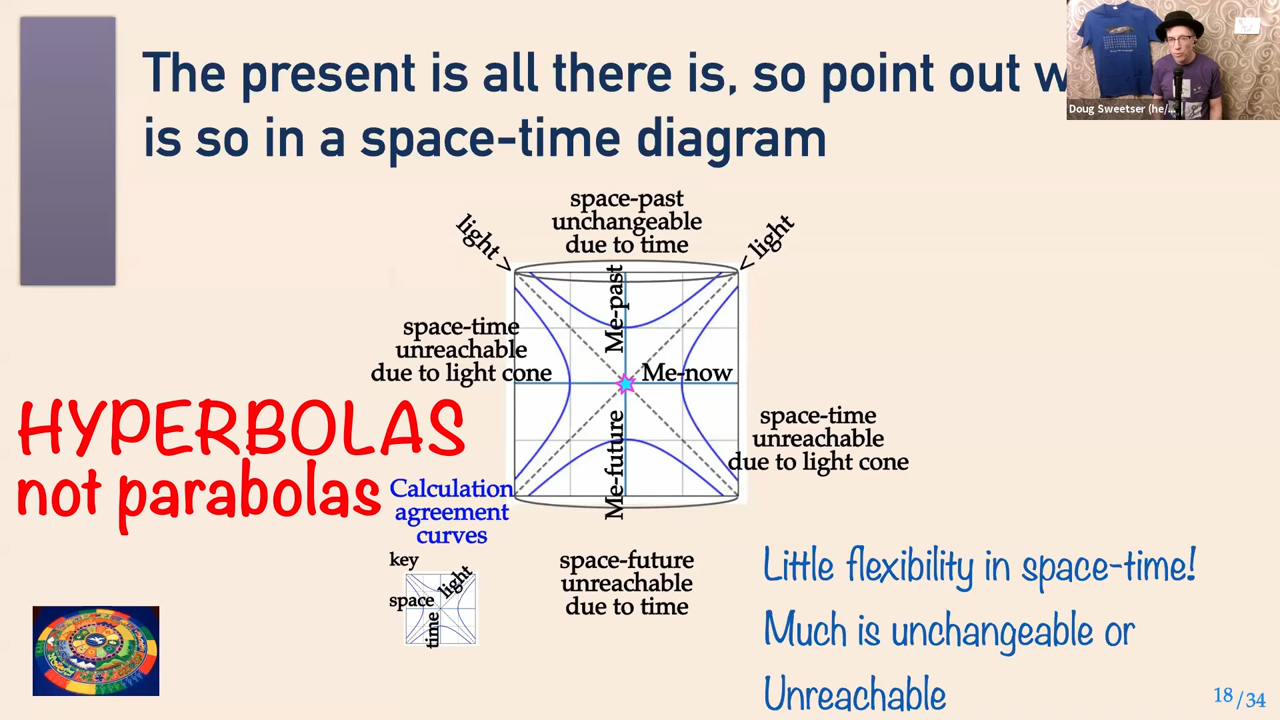 The present is all there is, so point out w
is so in a space-time diagram
Doug Sweetser (he/...
space-past
unchangeable
due to time
light >
< light
Me-past
space-time
unreachable
due to light cone
Me-now
HYPERBOLAS
not parabolas
Me-future
space-time
unreachable
due to light cone
Calculation
agreement
curves
key
light
space
time
space-future
unreachable
due to time
Little flexibility in space-time!
Much is unchangeable or
Unreachable
18/34